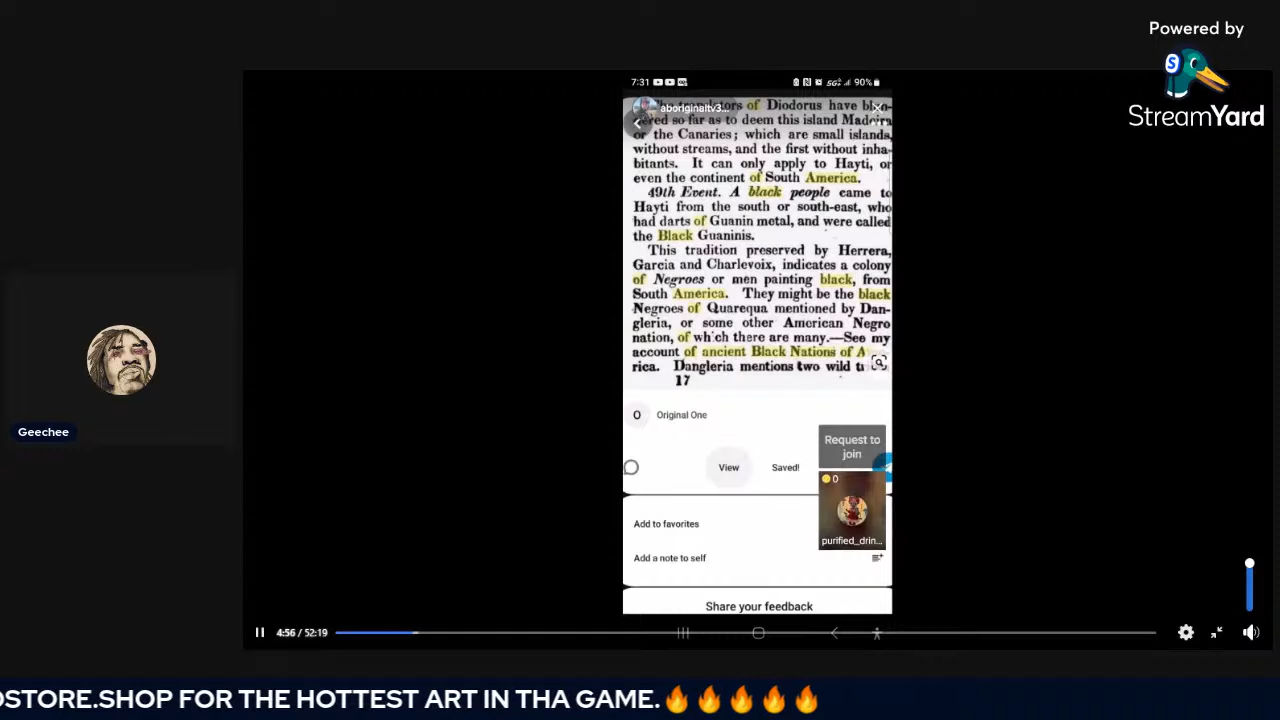 Powered by
StreamYard
7:31
5G
90%
aboriginaltv3...
of Diodorus have
so far as to deem this island
the Canaries; which are small islands,
without streams, and the first without inha-
bitants. It can only apply to Hayti, or
even the continent of South America.
49th Event. A black people came to
Hayti from the south or south-east, who
had darts of Guanin metal, and were called
the Black Guaninis.
This tradition preserved by Herrera,
Garcia and Charlevoix, indicates a colony
of Negroes or men painting black, from
South America. They might be the black
Negroes of Quarequa mentioned by Dan-
gleria, or some other American Negro
nation, of which there are many.—See my
account of ancient Black Nations of A
rica. Dangleria mentions two wild
17
O Original One
View
Saved!
Request to
join
0
purified_drin...
Add to favorites
Add a note to self
Share your feedback
Geechee
4:56 / 52:19
OSTORE.SHOP FOR THE HOTTEST ART IN THA GAME.🔥🔥🔥🔥🔥